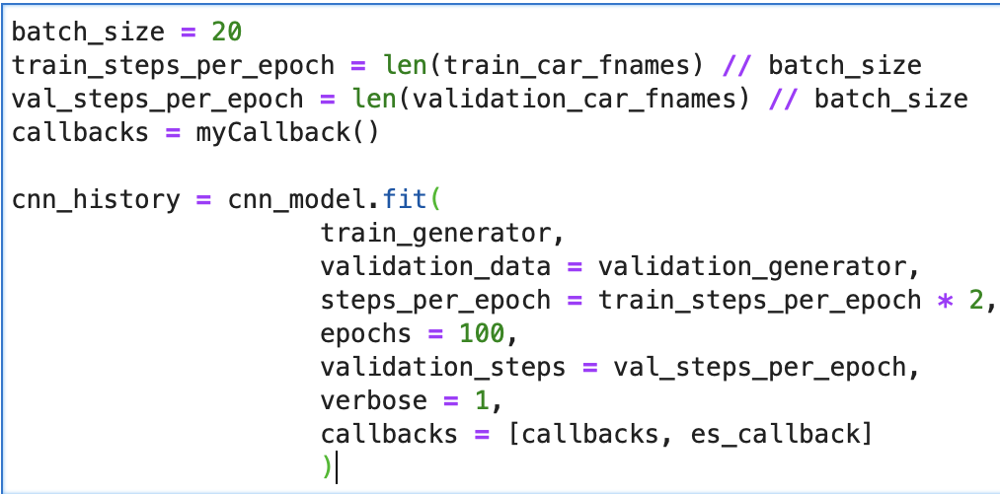 batch_size = 20
train_steps_per_epoch = len(train_car_fnames) // batch_size
val_steps_per_epoch = len(validation_car_fnames) // batch_size
callbacks = myCallback()

cnn_history = cnn_model.fit(
                    train_generator,
                    validation_data = validation_generator,
                    steps_per_epoch = train_steps_per_epoch * 2,
                    epochs = 100,
                    validation_steps = val_steps_per_epoch,
                    verbose = 1,
                    callbacks = [callbacks, es_callback]
                    )